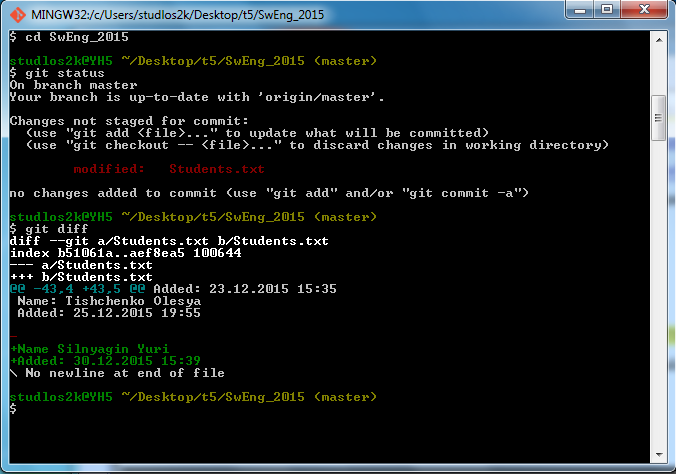 MINGW32:/c/Users/studlos2k/Desktop/t5/SwEng_2015
$ cd SwEng_2015
studlos2k@YH5 ~/Desktop/t5/SwEng_2015 (master)
$ git status
On branch master
Your branch is up-to-date with 'origin/master'.
Changes not staged for commit:
(use "git add <file>..." to update what will be committed)
(use "git checkout -- <file>..." to discard changes in working directory)
modified: Students.txt
no changes added to commit (use "git add" and/or "git commit -a")
studlos2k@YH5 ~/Desktop/t5/SwEng_2015 (master)
$ git diff
diff --git a/Students.txt b/Students.txt
index b51061a..aef8ea5 100644
--- a/Students.txt
+++ b/Students.txt
@@ -43,4 +43,5 @@ Added: 23.12.2015 15:35
Name: Tishchenko Olesya
Added: 25.12.2015 19:55
-
+Name Silnyagin Yuri
+Added: 30.12.2015 15:39
\ No newline at end of file
studlos2k@YH5 ~/Desktop/t5/SwEng_2015 (master)
$